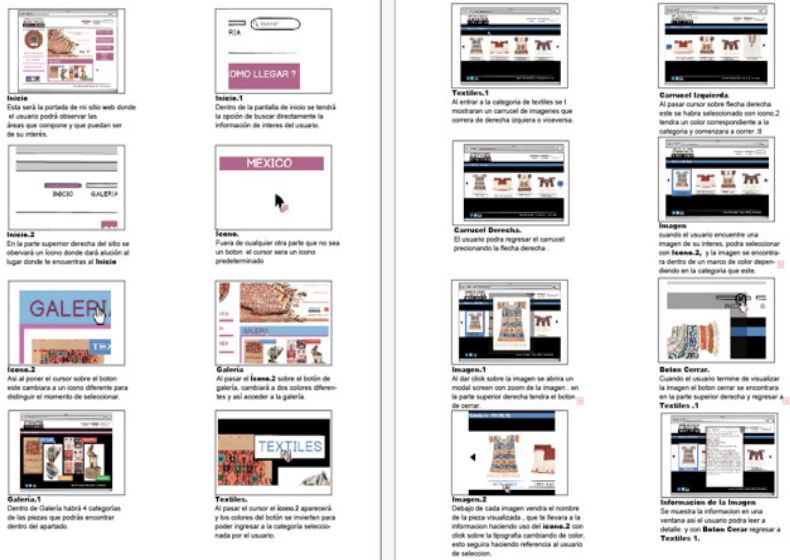 Inicio
Esta será la portada de mi sitio web donde
el usuario podrá observar las
áreas que compone y que puedan ser
de su interés.
buscar
RIA
OMO LLEGAR ?
Inicio.1
Dentro de la pantalla de inicio se tendrá
la opción de buscar directamente la
información de interes del usuario.
INICIO
GALERIA
Inicio.2
En la parte superior derecha del sitio se
obervará un icono donde dará alución al
lugar donde te encuentras al Inicio
MEXICO
Icono.
Fuera de cualquier otra parte que no sea
un boton el cursor sera un icono
predeterminado
GALERI
TEX
Icono.2
Asi al poner el cursor sobre el boton
este cambiara a un icono diferente para
distinguir el momento de seleccionar.
GALERIA
Galería
Al pasar el Icono.2 sobre el botón de
galería, cambiará a dos colores diferen-
tes y así acceder a la galería.
Galería.1
Dentro de Galería habrá 4 categorías
de las piezas que podrás encontrar
dentro del apartado.
TEXTILES
Textiles.
Al pasar el cursor el icono.2 aparecerá
y los colores del botón se invierten para
poder ingresar a la categoría seleccio-
nada por el usuario.
Textiles.1
Al entrar a la categoria de textiles se t
mostraran un carrucel de imagenes que
correra de derecha izquiera o viceversa.
Carrucel Izquierda
Al pasar cursor sobre flecha derecha
este se habra seleccionado con icono.2
tendra un color correspondiente a la
categoria y comenzara a correr .tl
Carrucel Derecha.
El usuario podra regresar el carrucel
precionando la flecha derecha .
Imagen
cuando el usuario encuentre una
imagen de su interes, podra seleccionar
con Icono.2, y la imagen se encontra-
ra dentro de un marco de color depen-
diendo en la categoria que este.
Imagen.1
Al dar click sobre la imagen se abrira un
modal screen con zoom de la imagen . en
la parte superior derecha tendra el boton
de cerrar.
Boton Cerrar.
Cuando el usuario termine de visualizar
la imagen el boton cerrar se encontrara
en la parte superior derecha y regresar a
Textiles .1
Imagen.2
Debajo de cada imagen vendra el nombre
de la pieza visualizada , que te llevara a la
informacion haciendo uso del icono.2 con
click sobre la tipografia cambiando de color,
esto seguira haciendo referencia al usuario
de seleccion.
Informacion de la Imagen
Se muestra la informacion en una
ventana asi el usuario podra leer a
detalle. y con Boton Cerar regresar a
Textiles 1.